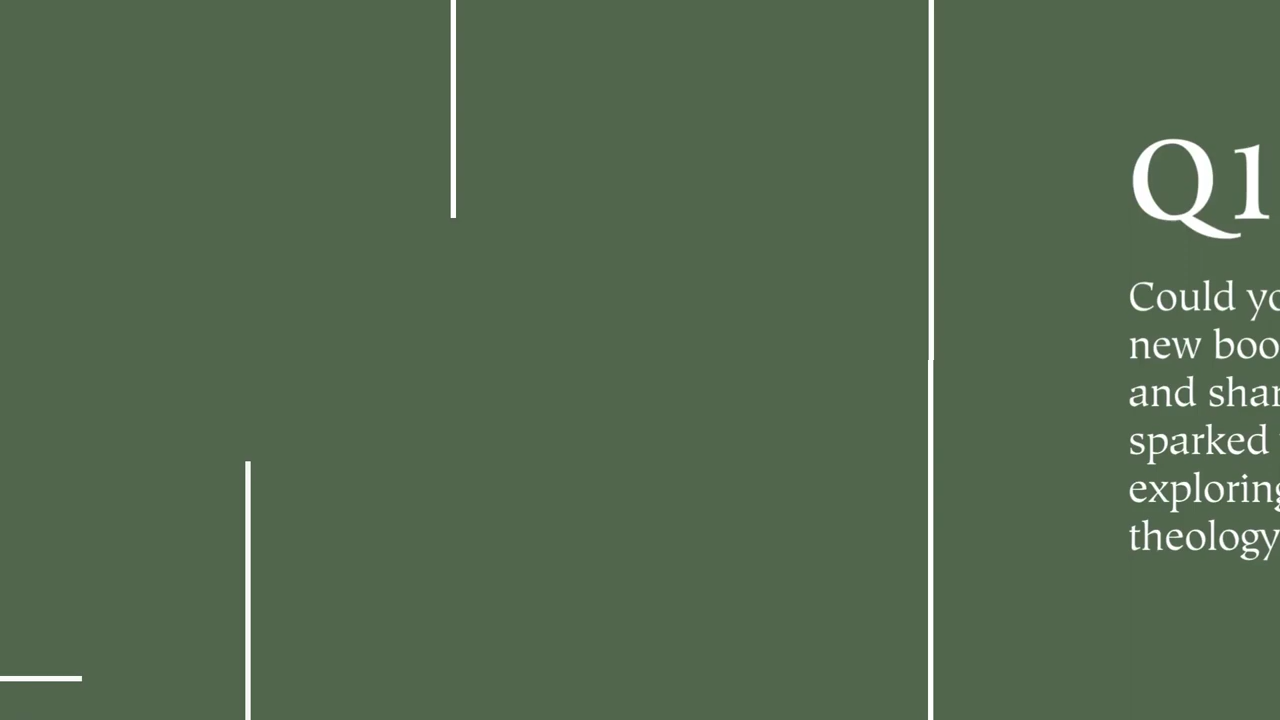 Q1
Could yo
new boo
and shar
sparked
exploring
theology